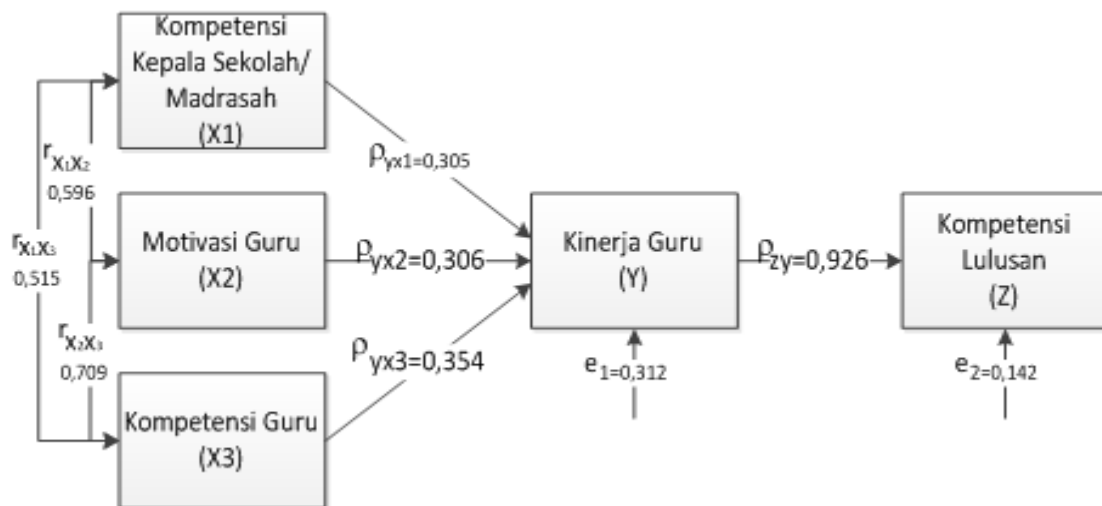 Kompetensi
Kepala Sekolah/
Madrasah
(X1)
rx₁x₂
0,596
ρyx1=0,305
rx₁x₃
0,515
Motivasi Guru
(X2)
ρyx2=0,306
Kinerja Guru
(Y)
ρzy=0,926
Kompetensi
Lulusan
(Z)
rx₂x₃
0,709
ρyx3=0,354
e1=0,312
e2=0,142
Kompetensi Guru
(X3)